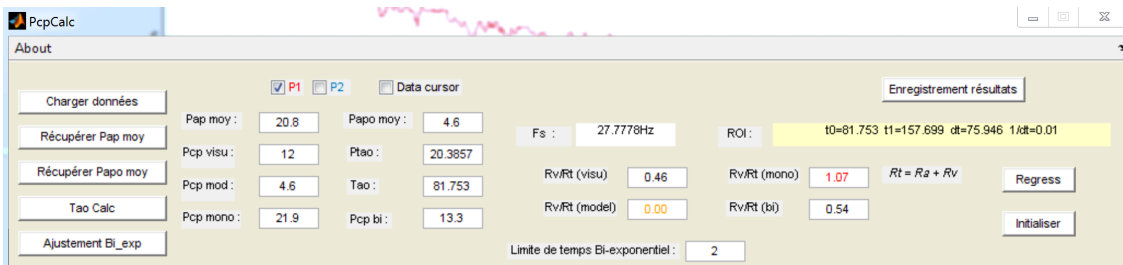 PcpCalc
About
P1 P2 Data cursor
Enregistrement résultats
Charger données
Pap moy : 20.8 Papo moy : 4.6
Fs : 27.7778Hz ROI : t0=81.753 t1=157.699 dt=75.946 1/dt=0.01
Récupérer Pap moy
Pcp visu : 12 Ptao : 20.3857
Récupérer Papo moy
Rv/Rt (visu) 0.46 Rv/Rt (mono) 1.07 Rt = Ra + Rv Regress
Pcp mod : 4.6 Tao : 81.753
Tao Calc
Rv/Rt (model) 0.00 Rv/Rt (bi) 0.54
Pcp mono : 21.9 Pcp bi : 13.3
Initialiser
Ajustement Bi_exp
Limite de temps Bi-exponentiel : 2